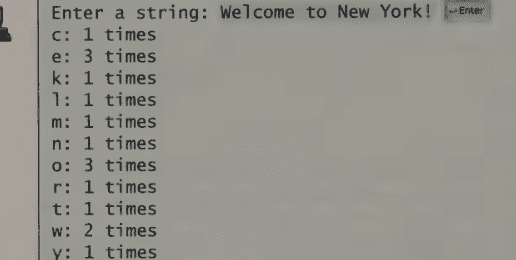 Enter a string: Welcome to New York! ↵Enter
c: 1 times
e: 3 times
k: 1 times
l: 1 times
m: 1 times
n: 1 times
o: 3 times
r: 1 times
t: 1 times
w: 2 times
y: 1 times